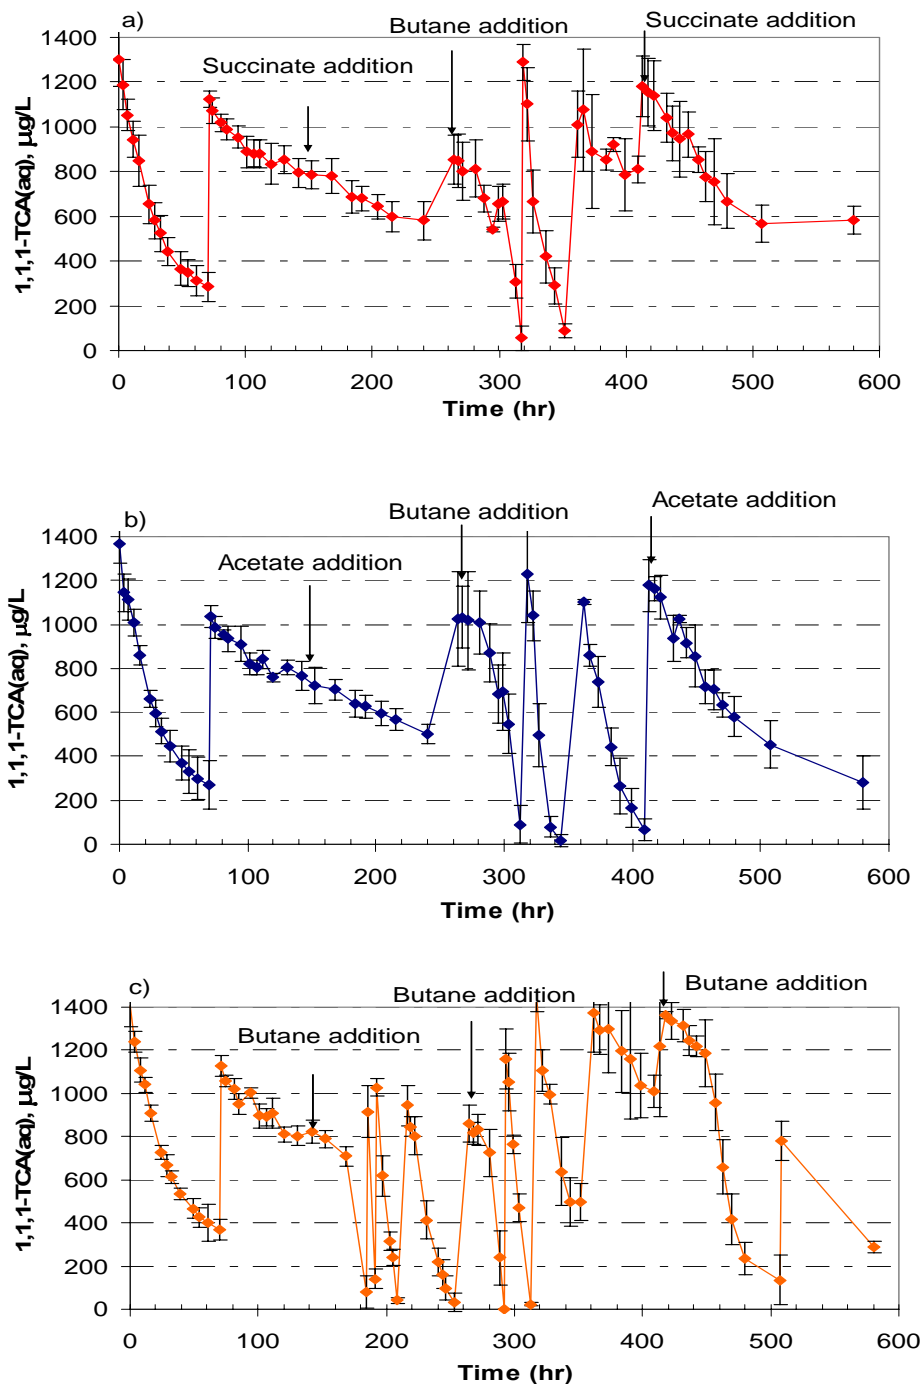 a)
Butane addition
Succinate addition
Succinate addition
1400
1200
1000
800
600
400
200
0
1,1,1-TCA(aq), µg/L
0 100 200 300 400 500 600
Time (hr)
b)
Butane addition
Acetate addition
Acetate addition
1400
1200
1000
800
600
400
200
0
1,1,1-TCA(aq), µg/L
0 100 200 300 400 500 600
Time (hr)
c)
Butane addition
Butane addition
Butane addition
1400
1200
1000
800
600
400
200
0
1,1,1-TCA(aq), µg/L
0 100 200 300 400 500 600
Time (hr)